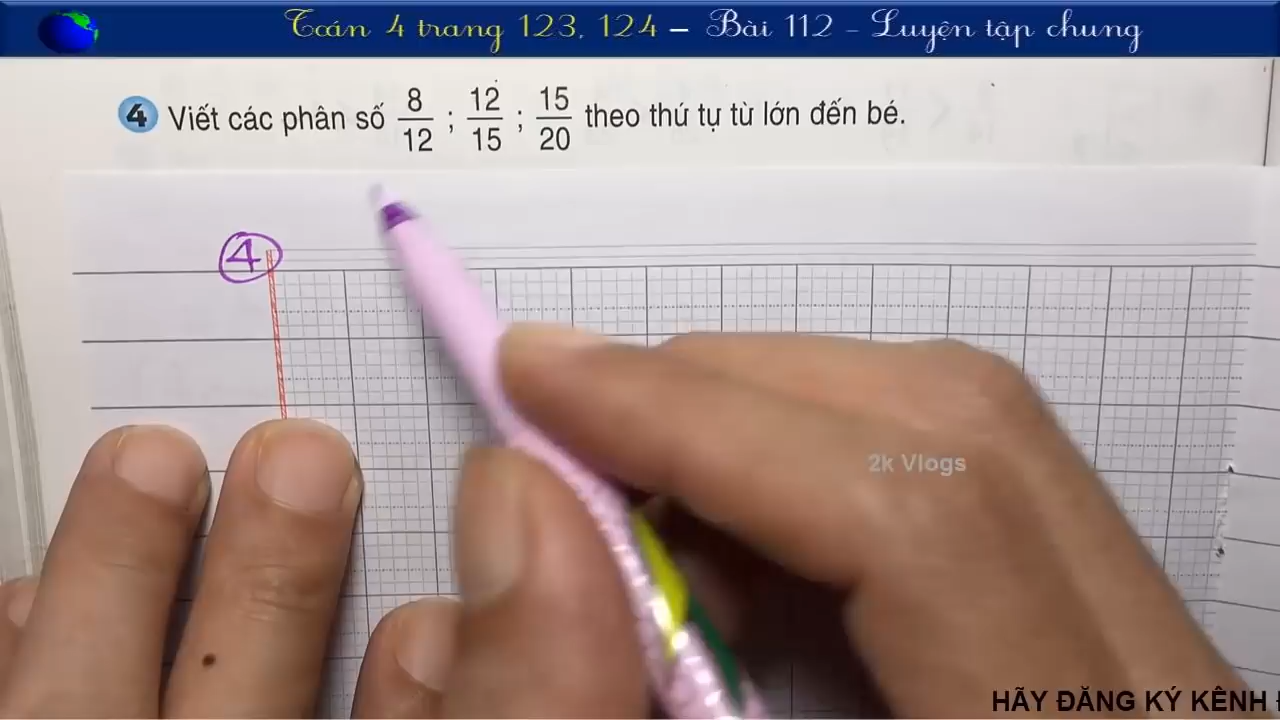 Toán 4 trang 123, 124 – Bài 112 - Luyện tập chung
4 Viết các phân số 8/12 ; 12/15 ; 15/20 theo thứ tự từ lớn đến bé.
4
2k Vlogs
HÃY ĐĂNG KÝ KÊNH